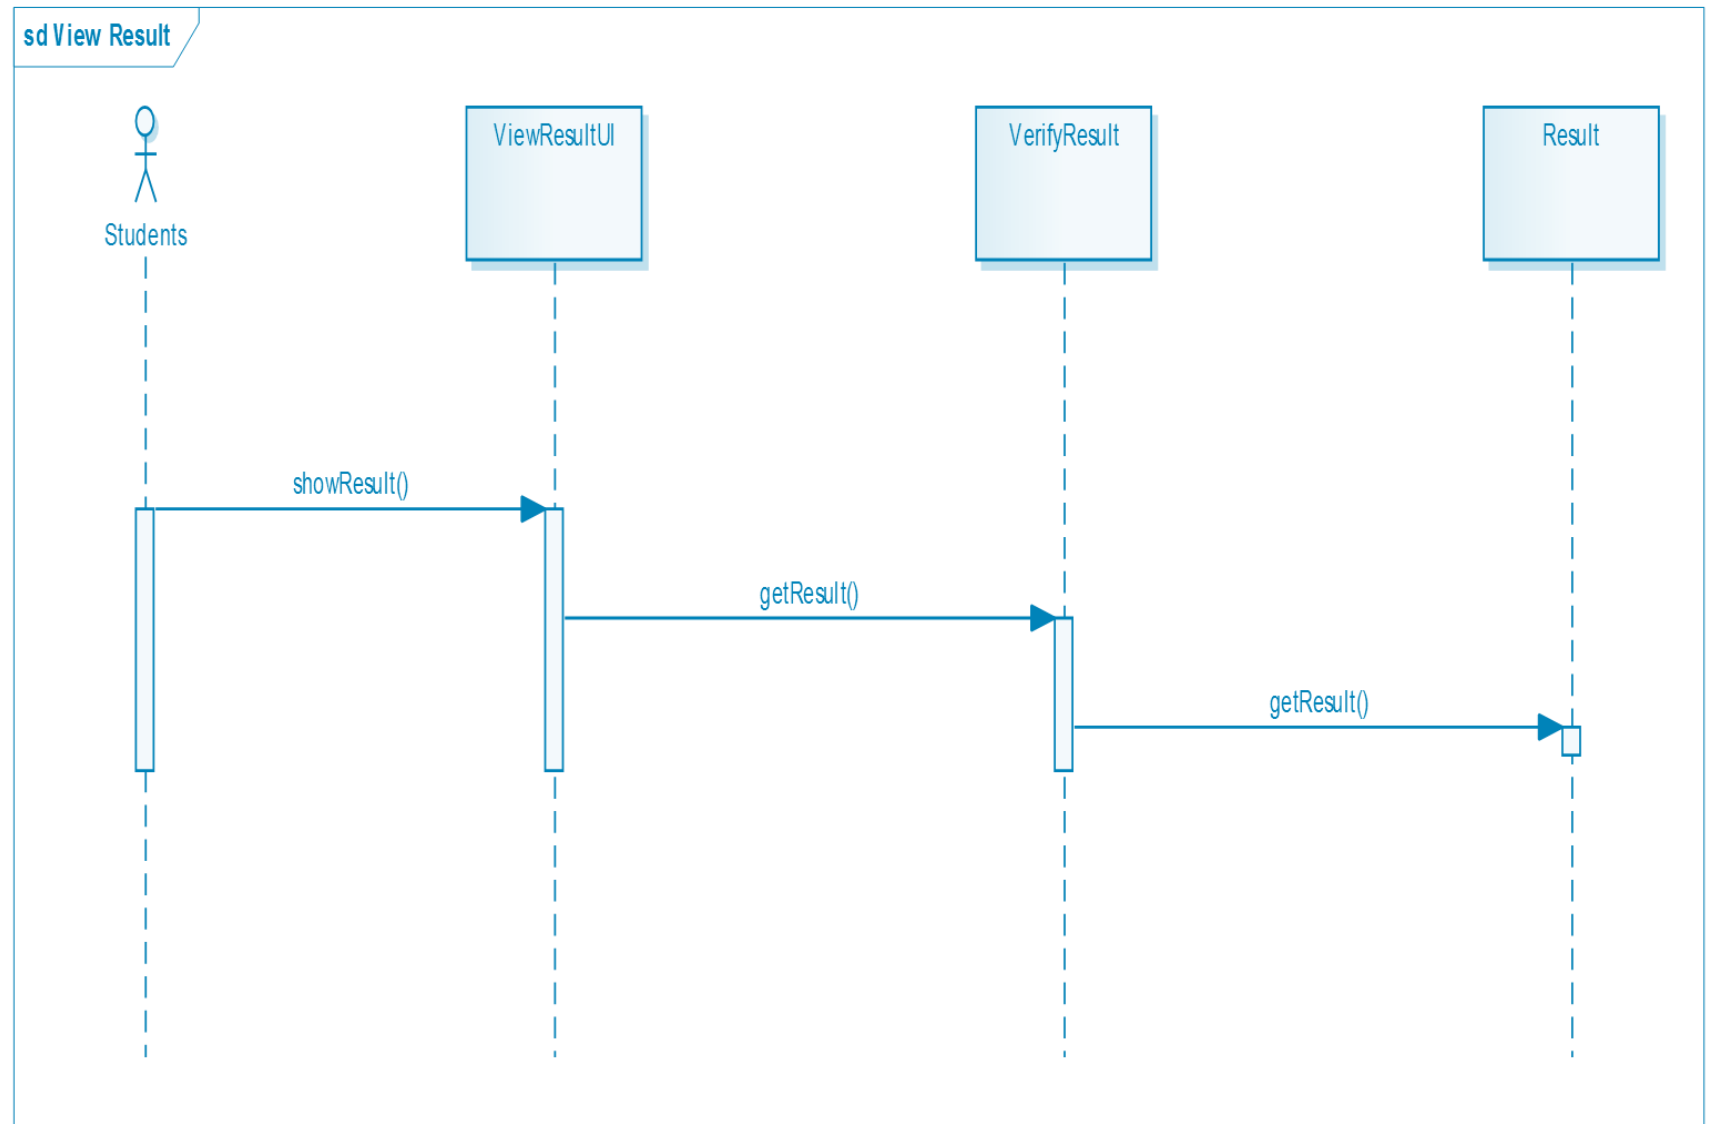 sd View Result
Students
ViewResultUI
VerifyResult
Result
showResult()
getResult()
getResult()